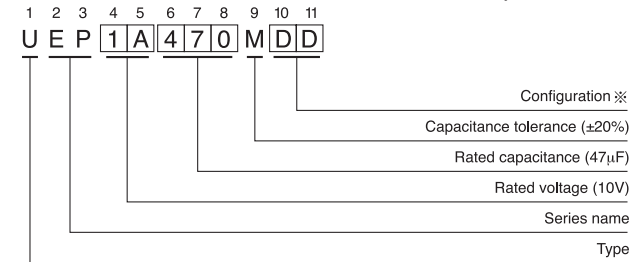 1 2 3 4 5 6 7 8 9 10 11
U E P 1 A 4 7 0 M D D
Configuration ※
Capacitance tolerance (±20%)
Rated capacitance (47μF)
Rated voltage (10V)
Series name
Type